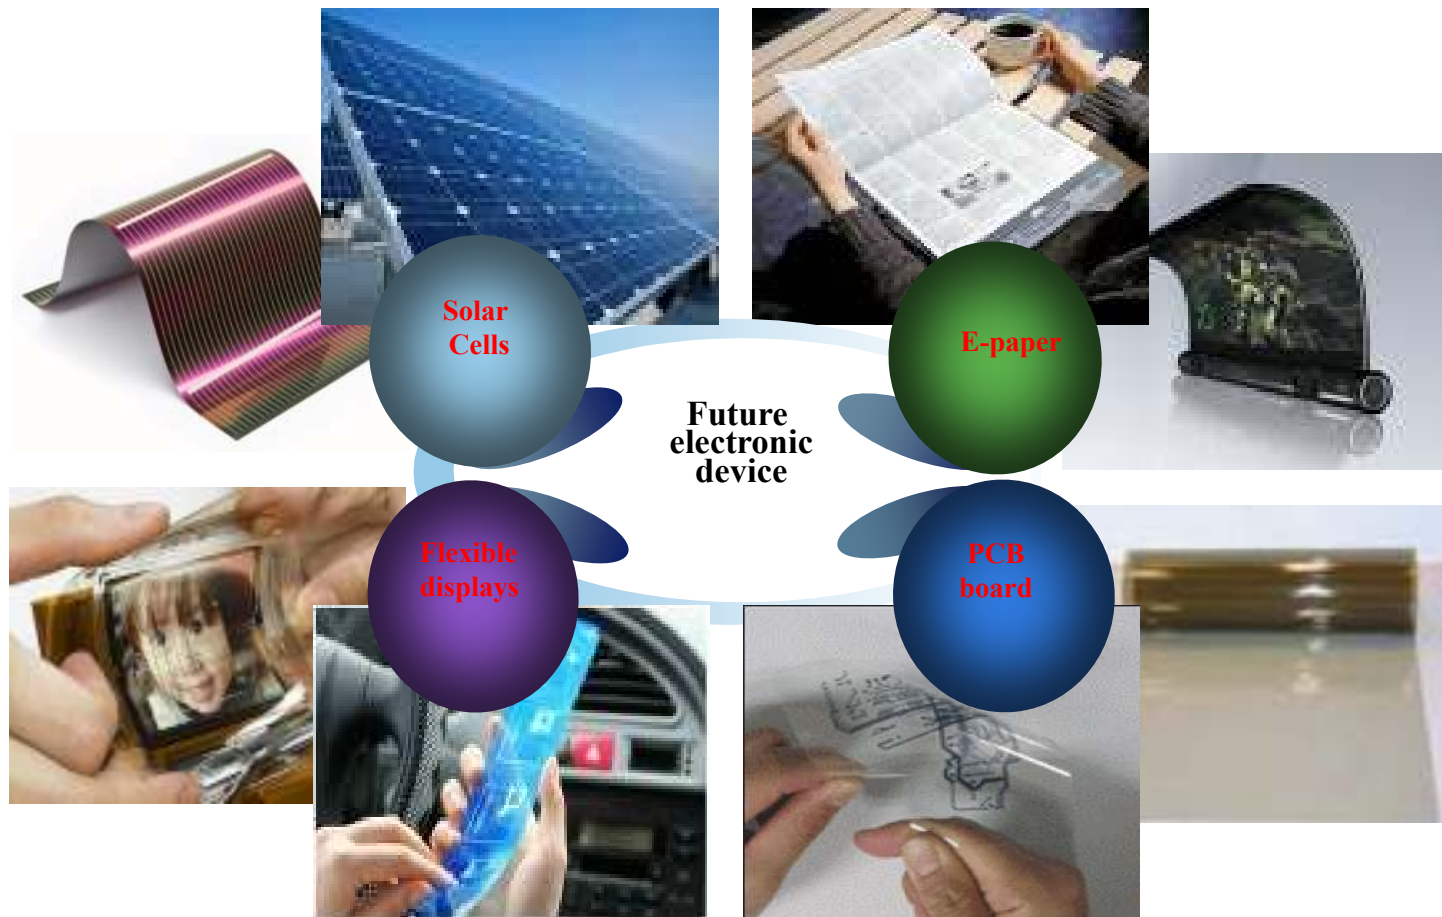 Solar
Cells
E-paper
Future
electronic
device
Flexible
displays
PCB
board